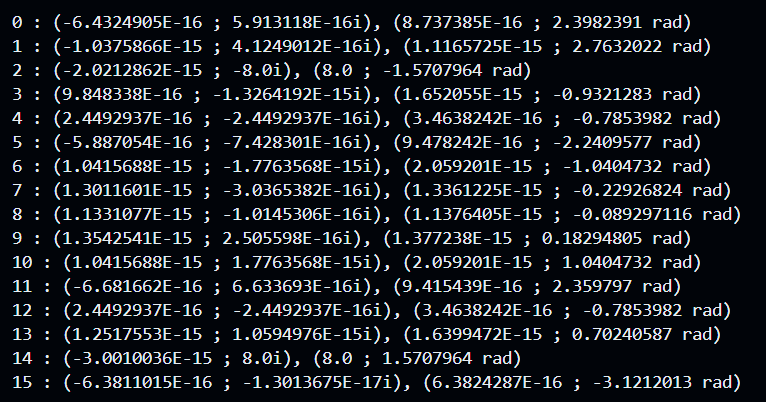 0 : (-6.4324905E-16 ; 5.913118E-16i), (8.737385E-16 ; 2.3982391 rad)
1 : (-1.0375866E-15 ; 4.1249012E-16i), (1.1165725E-15 ; 2.7632022 rad)
2 : (-2.0212862E-15 ; -8.0i), (8.0 ; -1.5707964 rad)
3 : (9.848338E-16 ; -1.3264192E-15i), (1.652055E-15 ; -0.9321283 rad)
4 : (2.4492937E-16 ; -2.4492937E-16i), (3.4638242E-16 ; -0.7853982 rad)
5 : (-5.887054E-16 ; -7.428301E-16i), (9.478242E-16 ; -2.2409577 rad)
6 : (1.0415688E-15 ; -1.7763568E-15i), (2.059201E-15 ; -1.0404732 rad)
7 : (1.3011601E-15 ; -3.0365382E-16i), (1.3361225E-15 ; -0.22926824 rad)
8 : (1.1331077E-15 ; -1.0145306E-16i), (1.1376405E-15 ; -0.089297116 rad)
9 : (1.3542541E-15 ; 2.505598E-16i), (1.377238E-15 ; 0.18294805 rad)
10 : (1.0415688E-15 ; 1.7763568E-15i), (2.059201E-15 ; 1.0404732 rad)
11 : (-6.681662E-16 ; 6.633693E-16i), (9.415439E-16 ; 2.359797 rad)
12 : (2.4492937E-16 ; -2.4492937E-16i), (3.4638242E-16 ; -0.7853982 rad)
13 : (1.2517553E-15 ; 1.0594976E-15i), (1.6399472E-15 ; 0.70240587 rad)
14 : (-3.0010036E-15 ; 8.0i), (8.0 ; 1.5707964 rad)
15 : (-6.3811015E-16 ; -1.3013675E-17i), (6.3824287E-16 ; -3.1212013 rad)